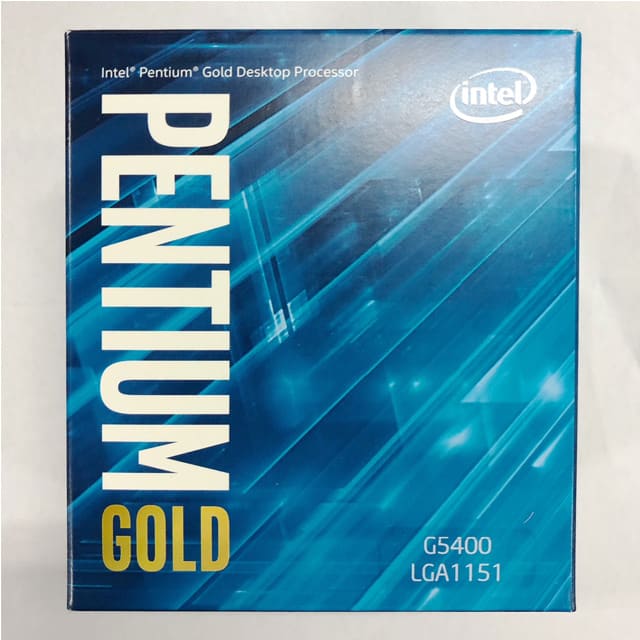 Intel® Pentium® Gold Desktop Processor
intel
PENTIUM
GOLD
G5400
LGA1151